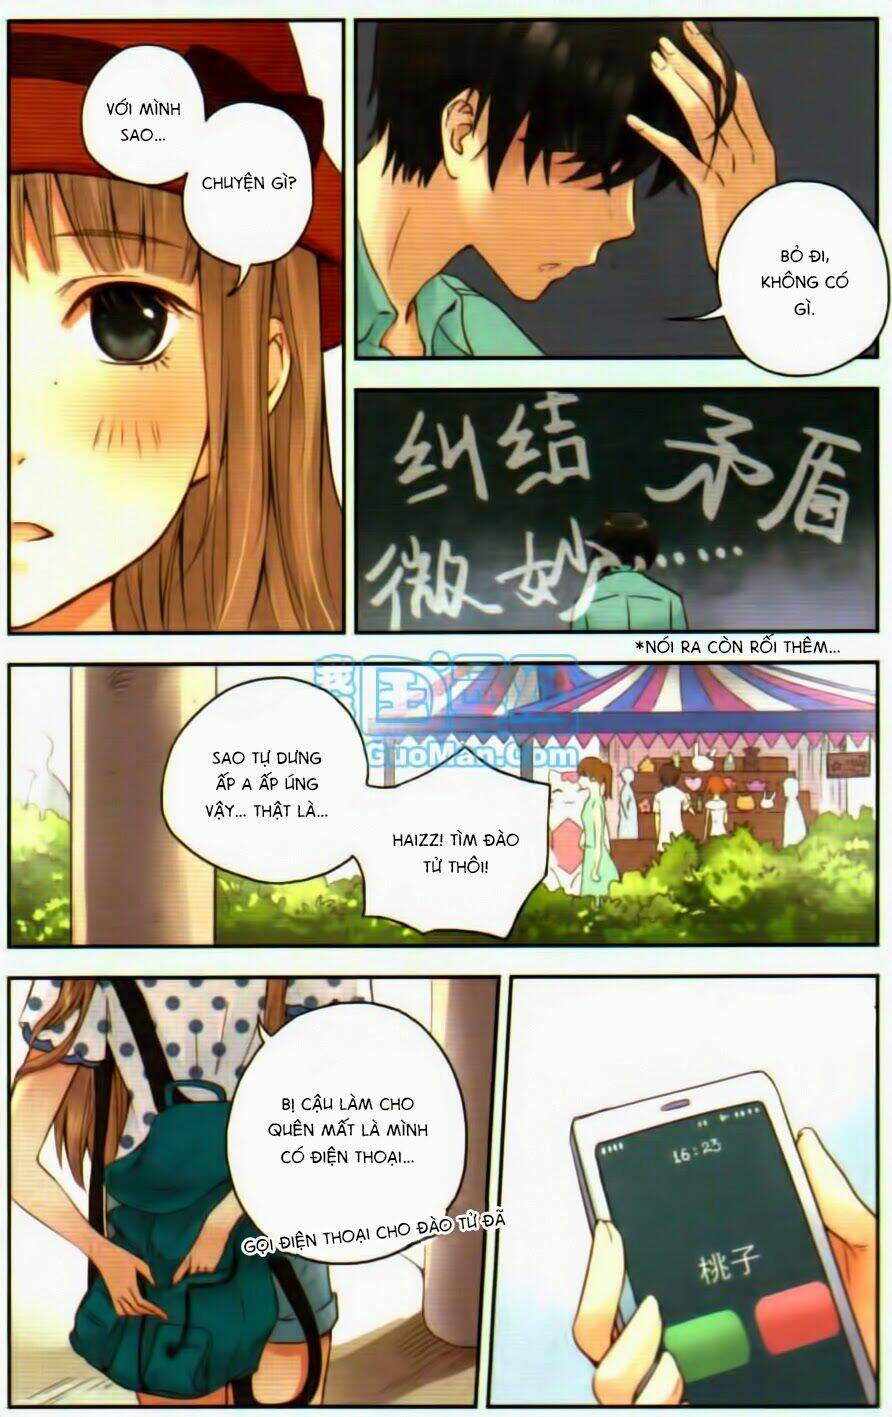 VỚI MÌNH
SAO...
CHUYỆN GÌ?
BỎ ĐI,
KHÔNG CÓ
GÌ.
纠结 矛盾
微妙......
*NÓI RA CÒN RỐI THÊM...
GuoMan.Com
SAO TỰ DƯNG
ẤP A ẤP ÚNG
VẬY... THẬT LÀ...
HAIZZ! TÌM ĐÀO
TỬ THÔI!
BỊ CẬU LÀM CHO
QUÊN MẤT LÀ MÌNH
CÓ ĐIỆN THOẠI...
GỌI ĐIỆN THOẠI CHO ĐÀO TỬ ĐÃ
16:23
桃子